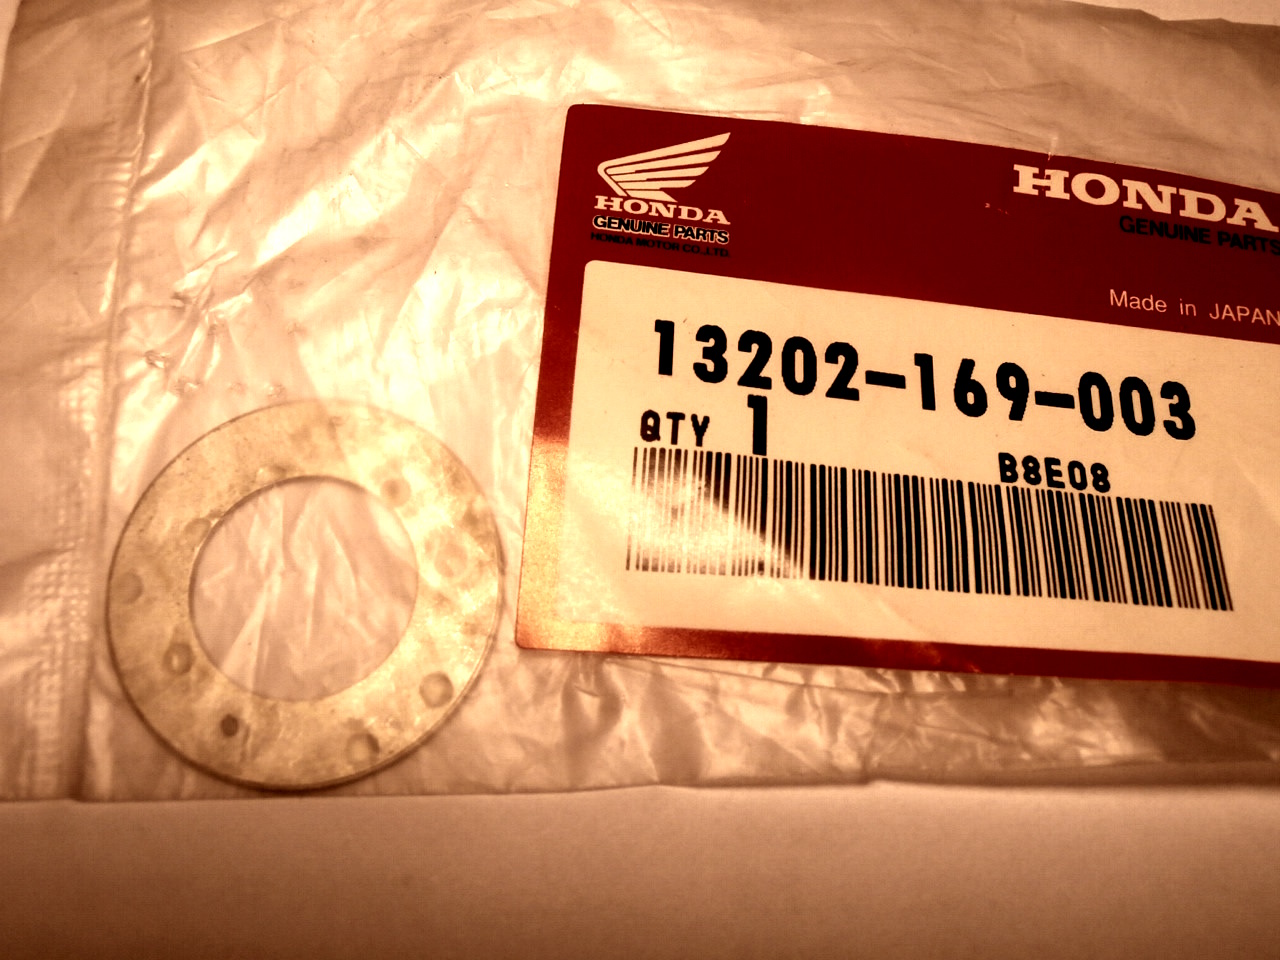 HONDA
GENUINE PARTS
HONDA MOTOR CO.,LTD.
HONDA
GENUINE PARTS
Made in JAPAN
13202-169-003
QTY 1
B8E08